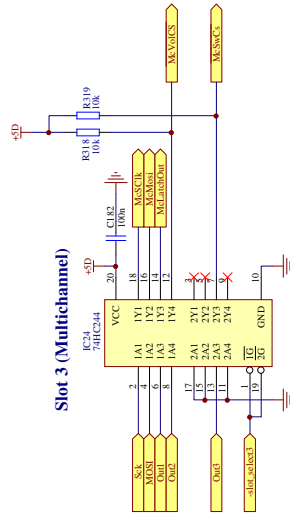 Slot 3 (Multichannel)
McVolCS
McSwCs
R319
10k
R318
10k
+5D
C182
100n
+5D
McSClk
McMosi
McLatchOut
IC24
74HC244
20
VCC
Sck
2
1A1
1Y1
18
MOSI
4
1A2
1Y2
16
Out1
6
1A3
1Y3
14
Out2
8
1A4
1Y4
12
17
2A1
2Y1
3
15
2A2
2Y2
5
Out3
13
2A3
2Y3
7
11
2A4
2Y4
9
-slot_select3
1
1G
19
2G
GND
10